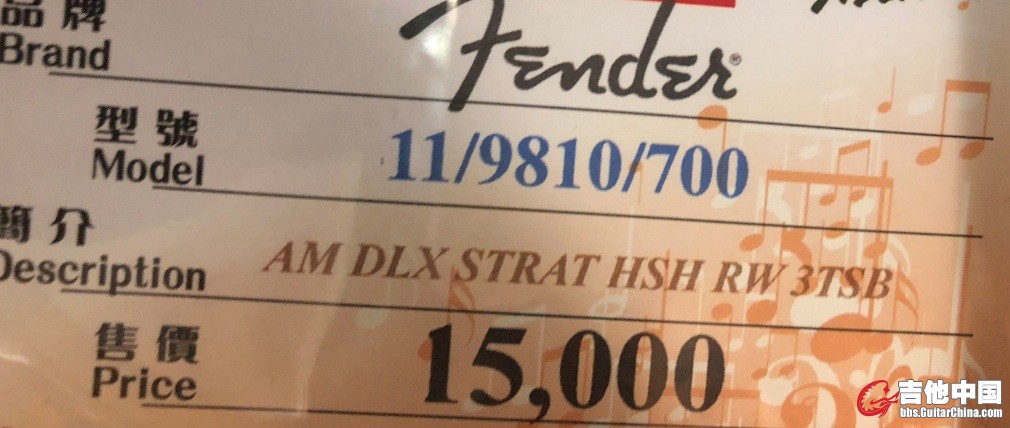 品牌
Brand
Fender®
型號
Model
11/9810/700
簡介
Description
AM DLX STRAT HSH RW 3TSB
售價
Price
15,000
吉他中国
bbs.GuitarChina.com